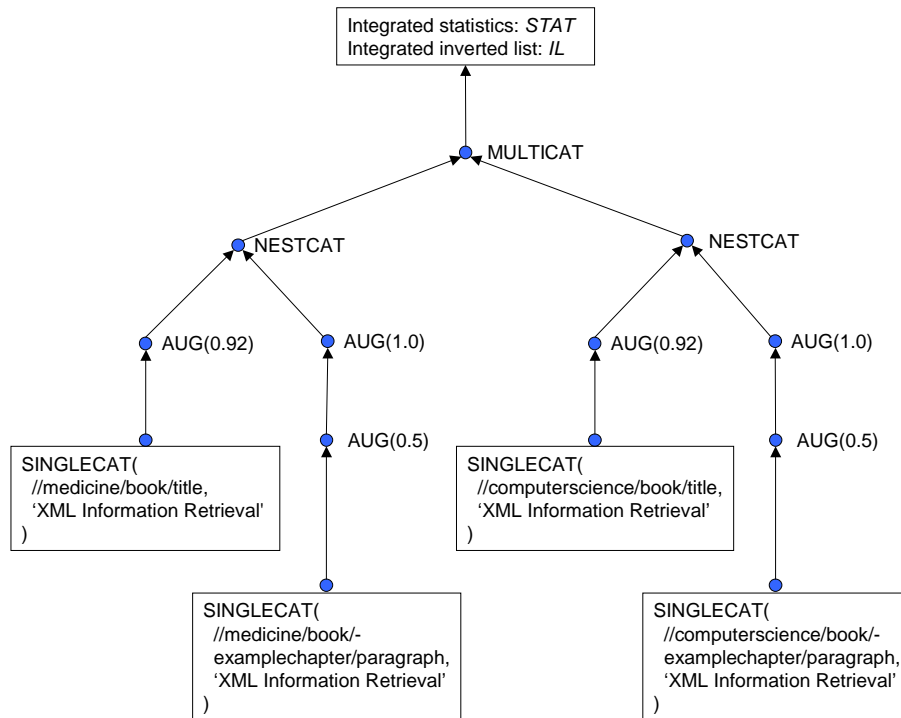 Integrated statistics: STAT
Integrated inverted list: IL
MULTICAT
NESTCAT
NESTCAT
AUG(0.92)
AUG(1.0)
AUG(0.92)
AUG(1.0)
AUG(0.5)
AUG(0.5)
SINGLECAT(
//medicine/book/title,
‘XML Information Retrieval'
)
SINGLECAT(
//computerscience/book/title,
‘XML Information Retrieval’
)
SINGLECAT(
//medicine/book/-
examplechapter/paragraph,
‘XML Information Retrieval’
)
SINGLECAT(
//computerscience/book/-
examplechapter/paragraph,
‘XML Information Retrieval’
)